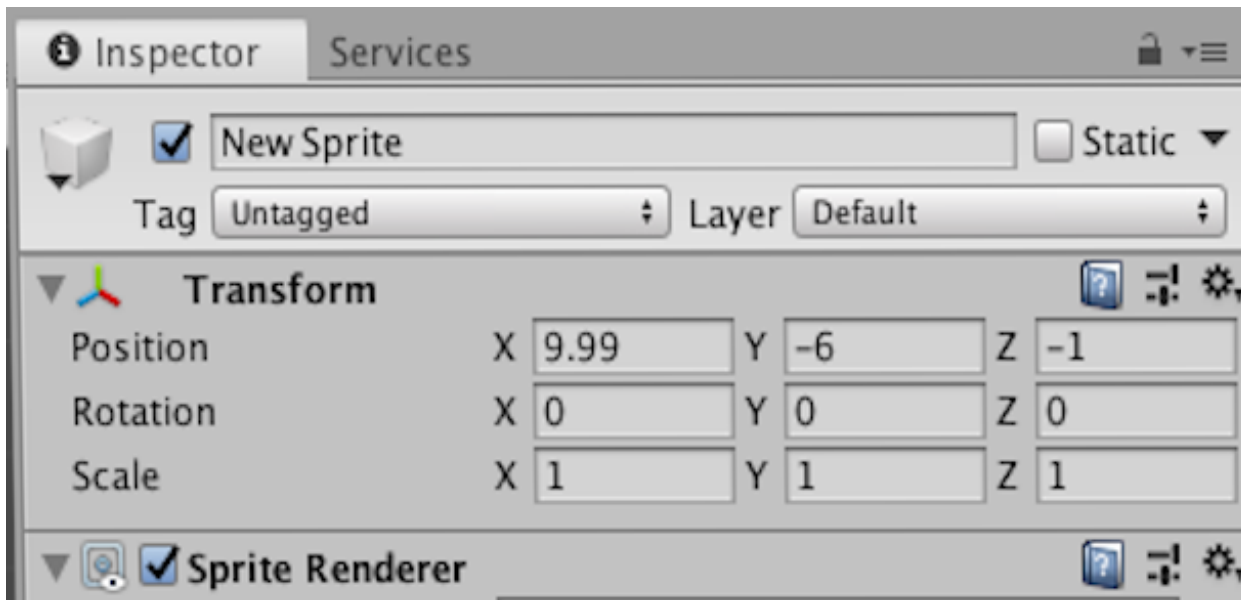 Inspector Services
New Sprite Static
Tag Untagged Layer Default
Transform
Position X 9.99 Y -6 Z -1
Rotation X 0 Y 0 Z 0
Scale X 1 Y 1 Z 1
Sprite Renderer